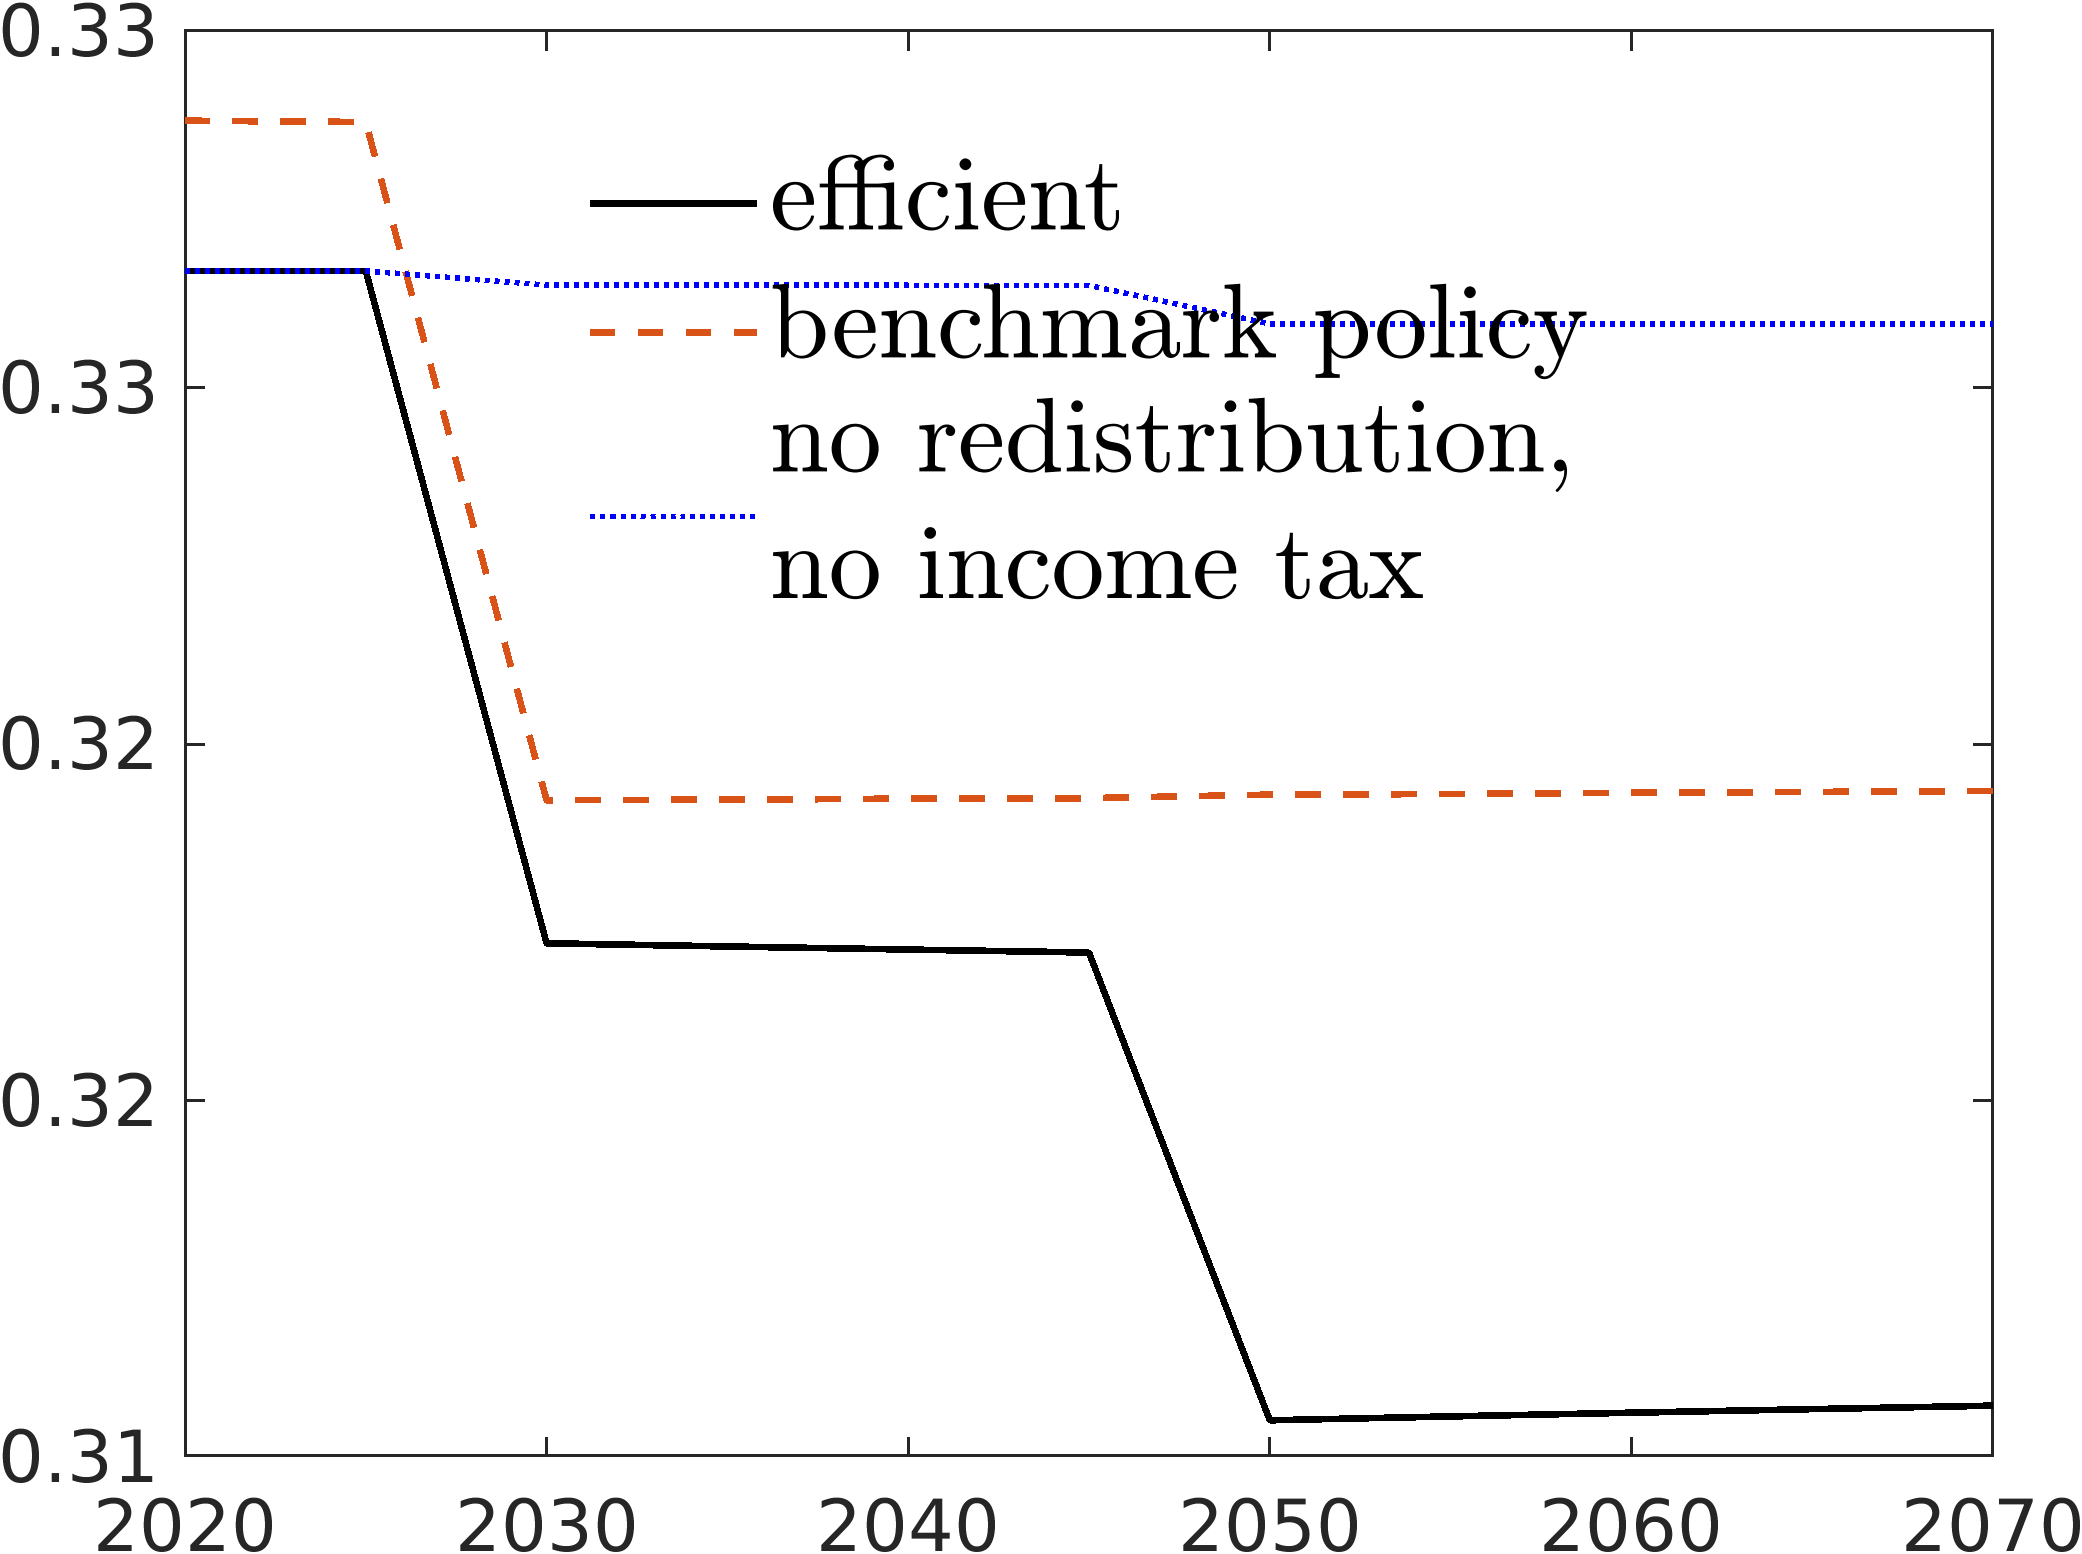 0.33
efficient
benchmark policy
0.33
no redistribution,
no income tax
0.32
0.32
0.31
2020 2030 2040 2050 2060 2070